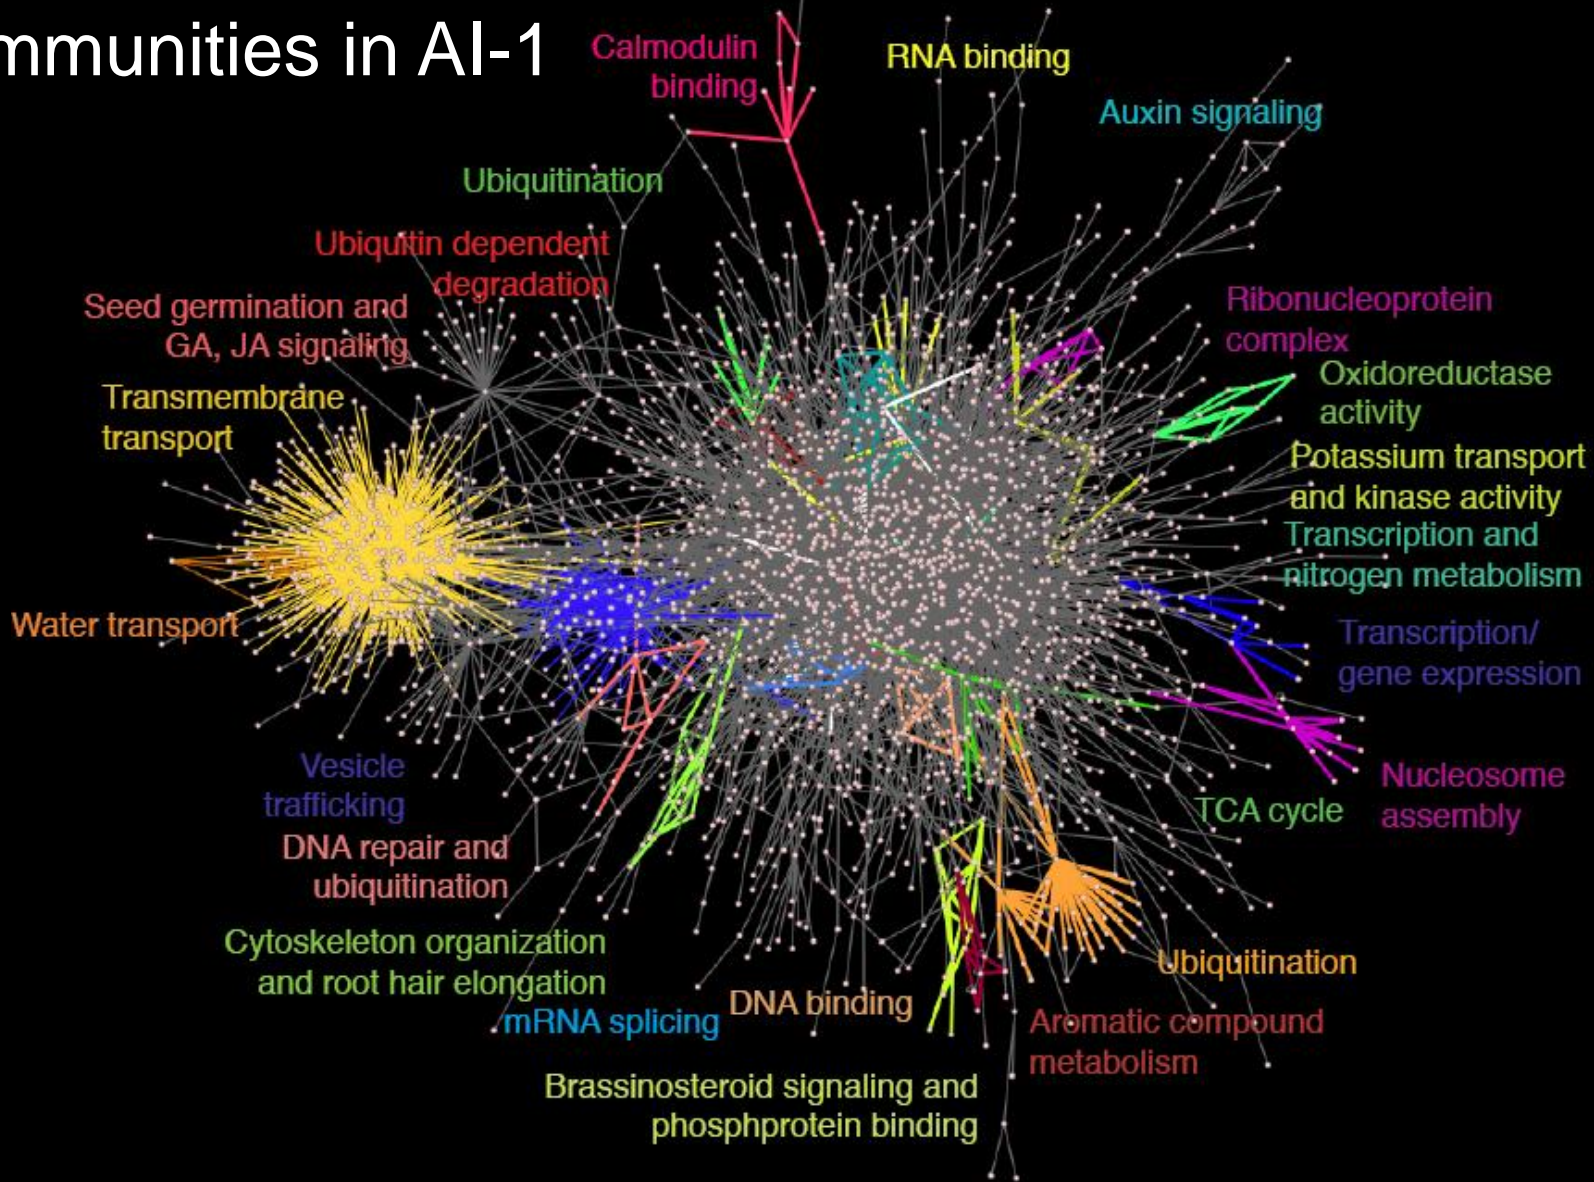 mmunities in AI-1
Calmodulin
binding
RNA binding
Auxin signaling
Ubiquitination
Ubiquitin dependent
degradation
Seed germination and
GA, JA signaling
Transmembrane
transport
Ribonucleoprotein
complex
Oxidoreductase
activity
Potassium transport
and kinase activity
Transcription and
nitrogen metabolism
Water transport
Transcription/
gene expression
Vesicle
trafficking
Nucleosome
assembly
TCA cycle
DNA repair and
ubiquitination
Cytoskeleton organization
and root hair elongation
Ubiquitination
mRNA splicing
DNA binding
Aromatic compound
metabolism
Brassinosteroid signaling and
phosphprotein binding